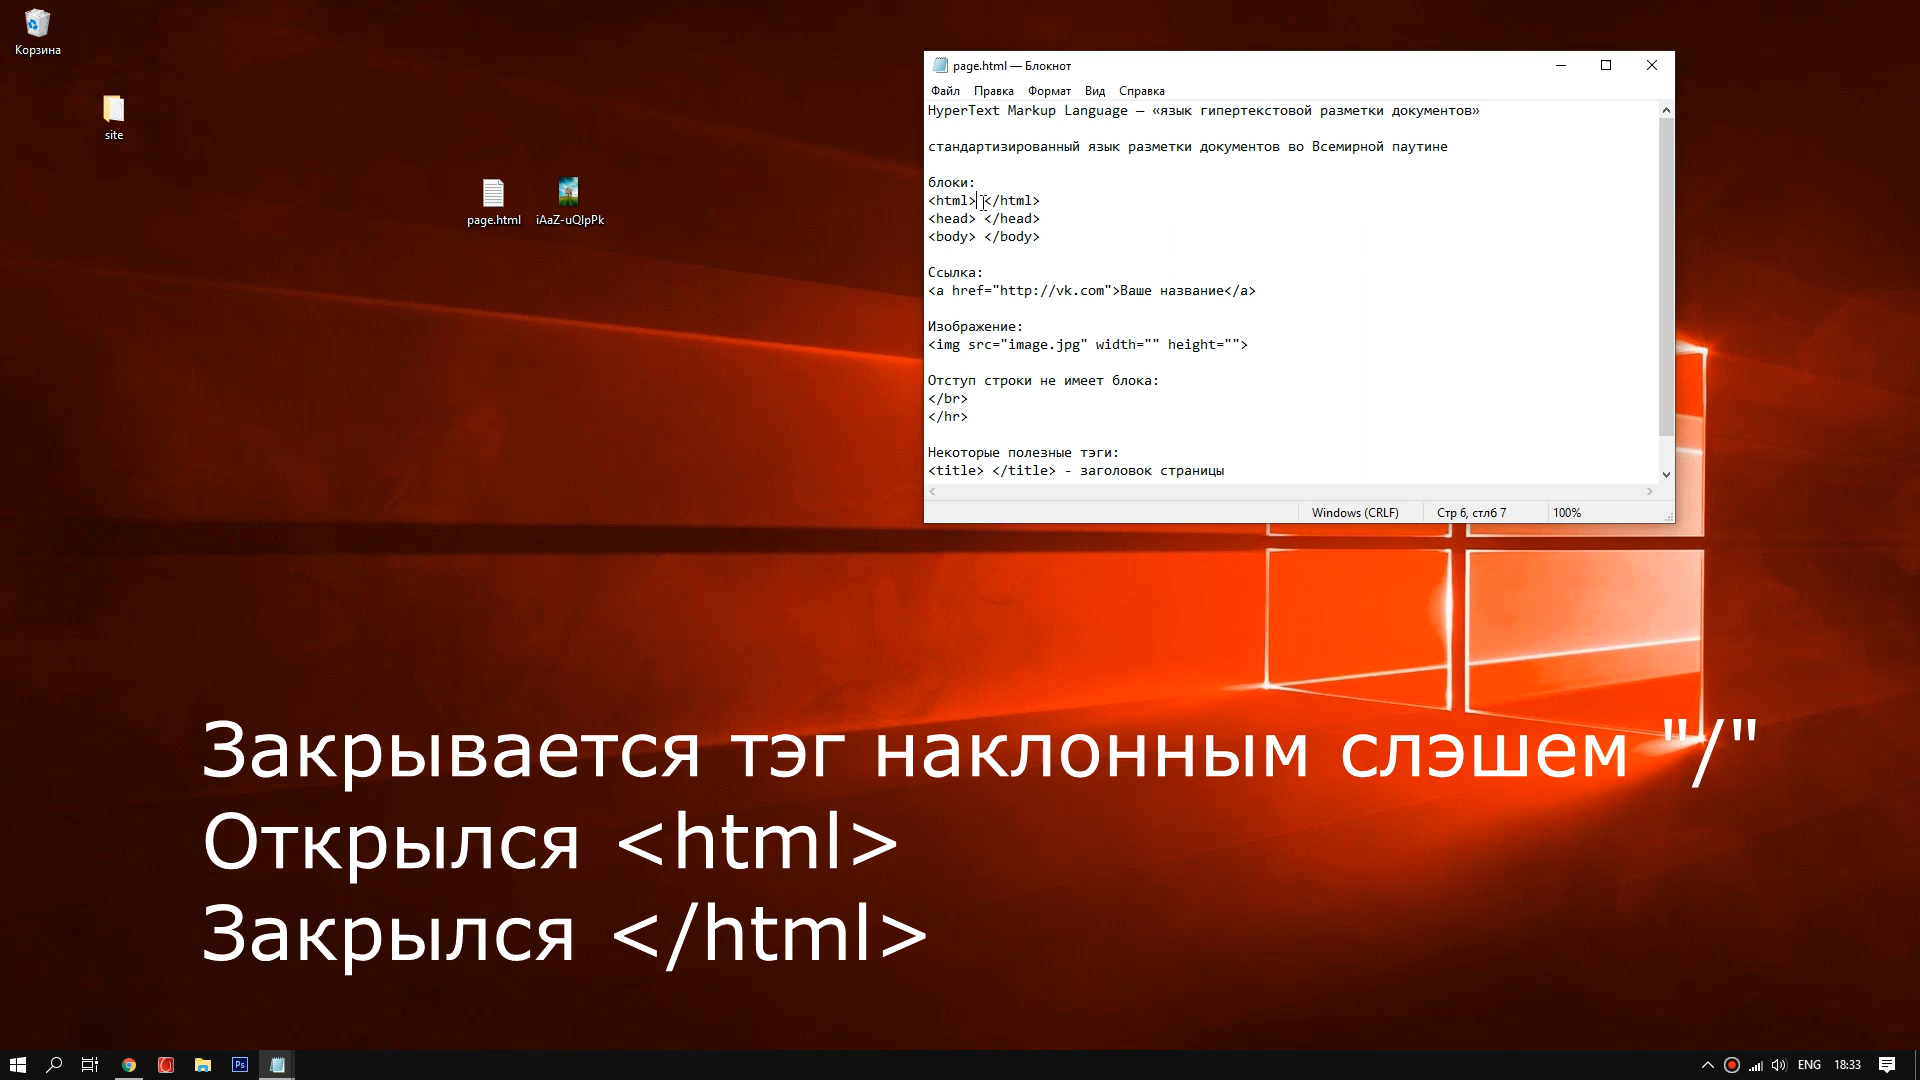 Корзина
site
page.html
iAaZ-uQlpPk
page.html — Блокнот
Файл Правка Формат Вид Справка
HyperText Markup Language — «язык гипертекстовой разметки документов»
стандартизированный язык разметки документов во Всемирной паутине
блоки:
<html> </html>
<head> </head>
<body> </body>
Ссылка:
<a href="http://vk.com">Ваше название</a>
Изображение:
<img src="image.jpg" width="" height="">
Отступ строки не имеет блока:
</br>
</hr>
Некоторые полезные тэги:
<title> </title> - заголовок страницы
Windows (CRLF) Стр 6, стлб 7 100%
Закрывается тэг наклонным слэшем "/"
Открылся <html>
Закрылся </html>
Ps
ENG 18:33